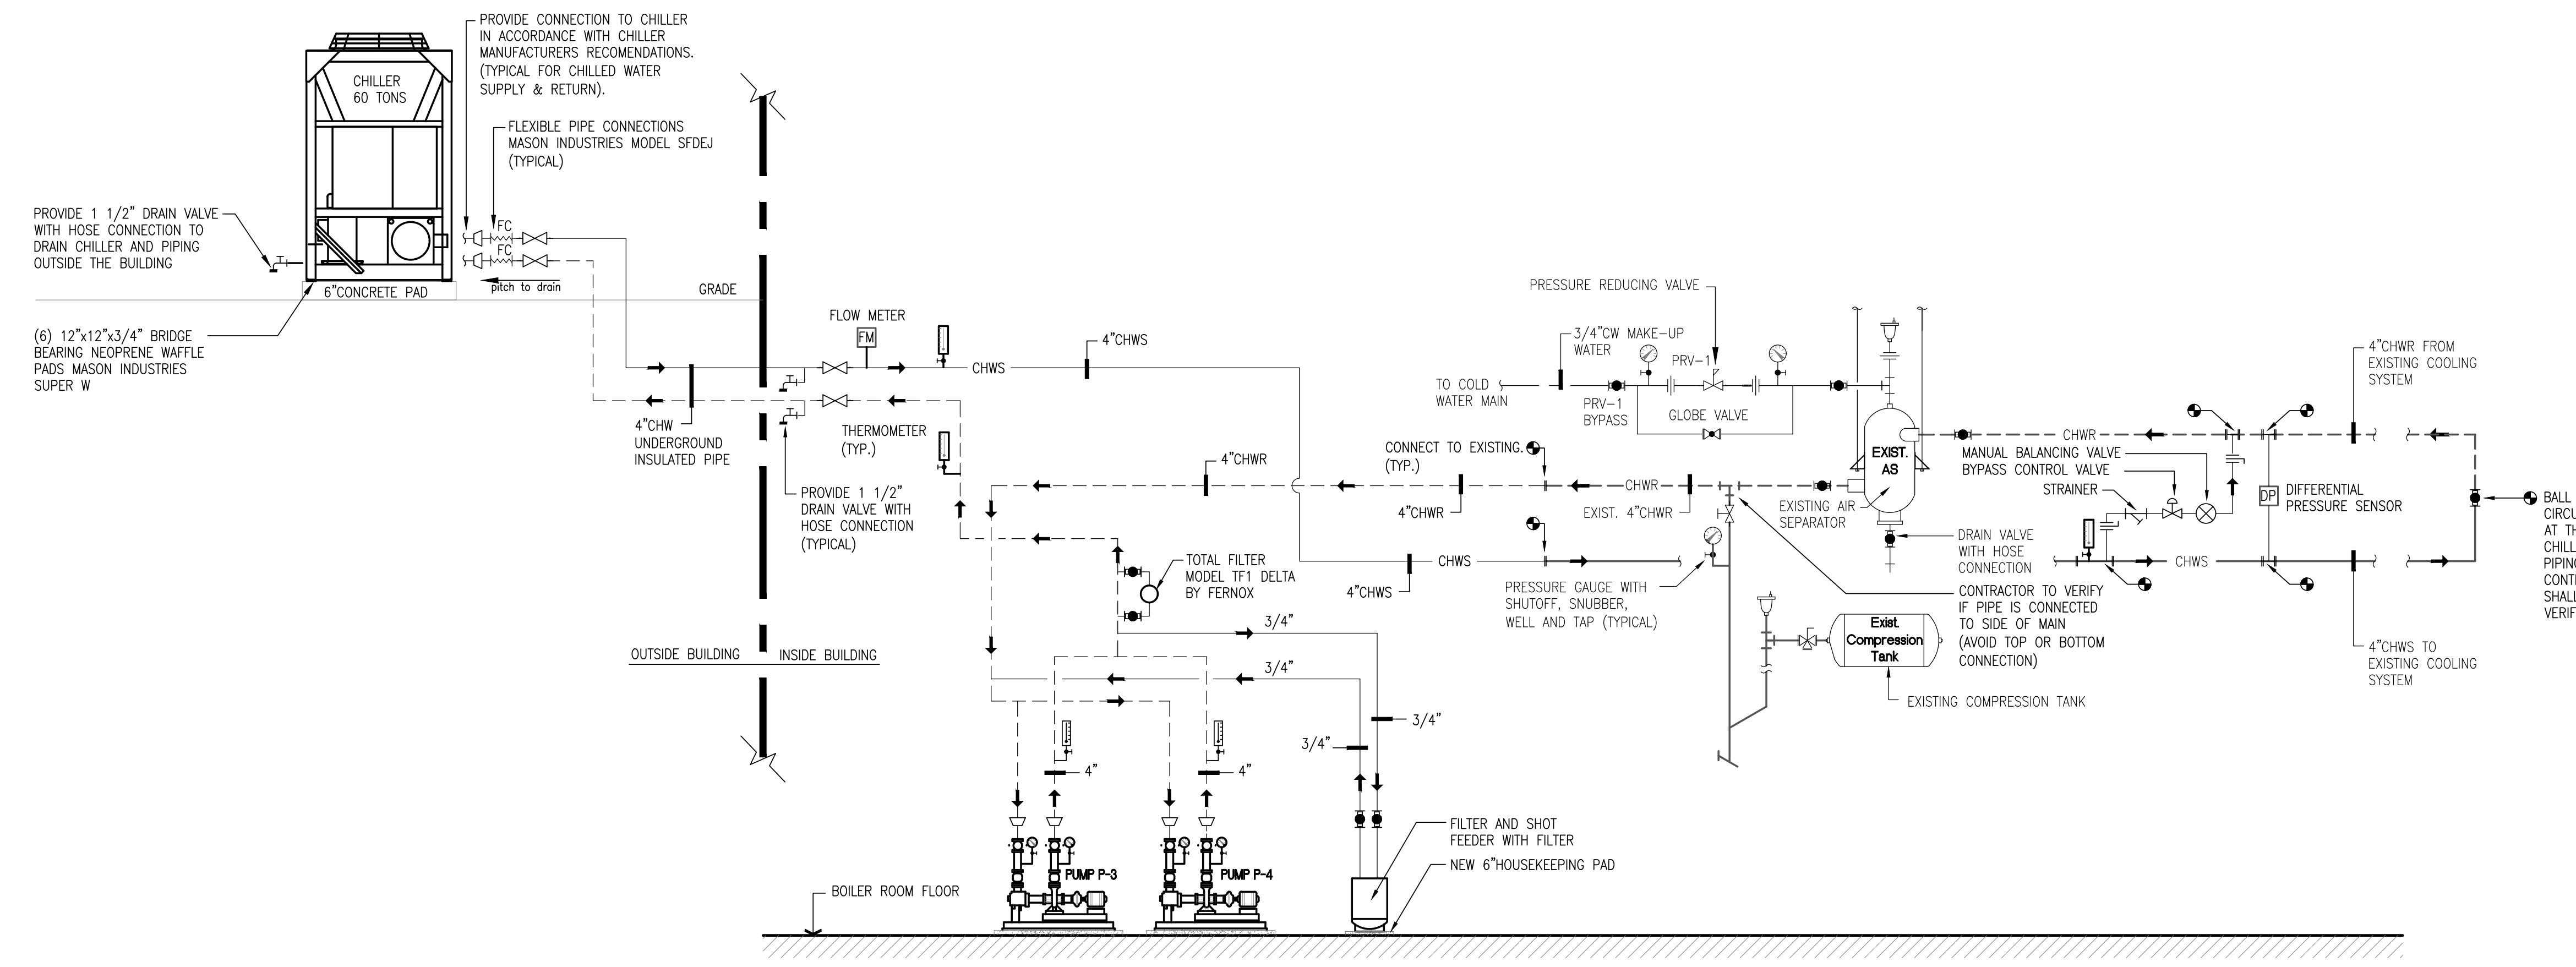 PROVIDE CONNECTION TO CHILLER
IN ACCORDANCE WITH CHILLER
MANUFACTURERS RECOMENDATIONS.
(TYPICAL FOR CHILLED WATER
SUPPLY & RETURN).
CHILLER
60 TONS
FLEXIBLE PIPE CONNECTIONS
MASON INDUSTRIES MODEL SFDEJ
(TYPICAL)
PROVIDE 1 1/2" DRAIN VALVE
WITH HOSE CONNECTION TO
DRAIN CHILLER AND PIPING
OUTSIDE THE BUILDING
FC
FC
pitch to drain
6"CONCRETE PAD
GRADE
(6) 12"x12"x3/4" BRIDGE
BEARING NEOPRENE WAFFLE
PADS MASON INDUSTRIES
SUPER W
FLOW METER
FM
CHWS
4"CHWS
4"CHW
UNDERGROUND
INSULATED PIPE
THERMOMETER
(TYP.)
PROVIDE 1 1/2"
DRAIN VALVE WITH
HOSE CONNECTION
(TYPICAL)
OUTSIDE BUILDING
INSIDE BUILDING
4"CHWR
TOTAL FILTER
MODEL TF1 DELTA
BY FERNOX
3/4"
3/4"
3/4"
3/4"
4"
4"
PUMP P-3
PUMP P-4
BOILER ROOM FLOOR
FILTER AND SHOT
FEEDER WITH FILTER
NEW 6"HOUSEKEEPING PAD
PRESSURE REDUCING VALVE
3/4"CW MAKE-UP
WATER
PRV-1
TO COLD
WATER MAIN
PRV-1
BYPASS
GLOBE VALVE
CONNECT TO EXISTING.
(TYP.)
4"CHWR
CHWR
EXIST. 4"CHWR
CHWS
4"CHWS
PRESSURE GAUGE WITH
SHUTOFF, SNUBBER,
WELL AND TAP (TYPICAL)
EXIST.
AS
EXISTING AIR
SEPARATOR
DRAIN VALVE
WITH HOSE
CONNECTION
CONTRACTOR TO VERIFY
IF PIPE IS CONNECTED
TO SIDE OF MAIN
(AVOID TOP OR BOTTOM
CONNECTION)
Exist.
Compression
Tank
EXISTING COMPRESSION TANK
CHWR
MANUAL BALANCING VALVE
BYPASS CONTROL VALVE
STRAINER
DP
DIFFERENTIAL
PRESSURE SENSOR
CHWS
4"CHWR FROM
EXISTING COOLING
SYSTEM
4"CHWS TO
EXISTING COOLING
SYSTEM
BALL
CIRCU
AT TH
CHILL
PIPING
CONT
SHALL
VERIF